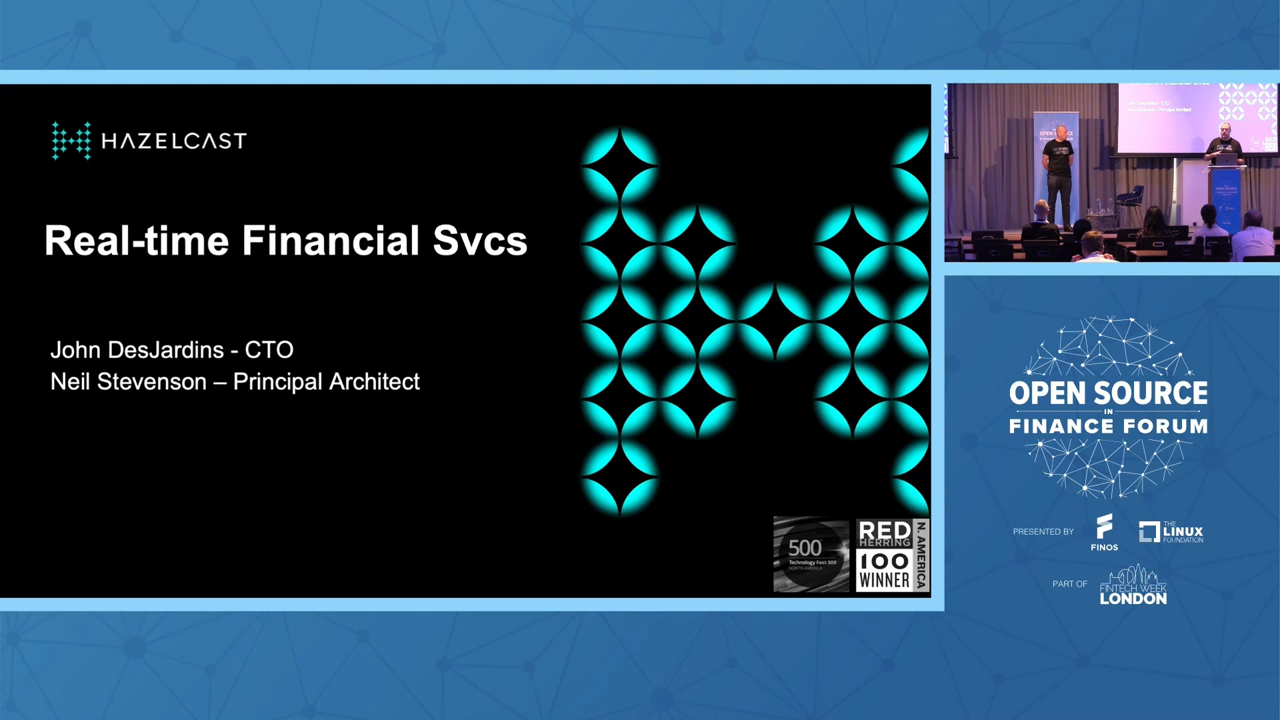 HAZELCAST
Real-time Financial Svcs
John DesJardins - CTO
Neil Stevenson – Principal Architect
500
Technology Fast 500
NORTH AMERICA
RED
HERRING
100
WINNER
N. AMERICA
OPEN SOURCE
IN
FINANCE FORUM
PRESENTED BY
FINOS
THE
LINUX
FOUNDATION
PART OF
FINTECH WEEK
LONDON